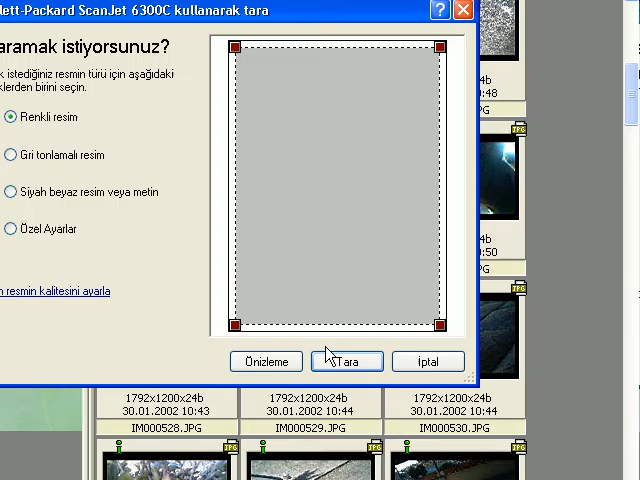 lett-Packard ScanJet 6300C kullanarak tara
aramak istiyorsunuz?
k istediğiniz resmin türü için aşağıdaki
klerden birini seçin.
Renkli resim
Gri tonlamalı resim
Siyah beyaz resim veya metin
Özel Ayarlar
n resmin kalitesini ayarla
Önizleme
Tara
İptal
4b
:48
PG
JPG
4b
:50
PG
JPG
1792x1200x24b
30.01.2002 10:43
IM000528.JPG
1792x1200x24b
30.01.2002 10:44
IM000529.JPG
1792x1200x24b
30.01.2002 10:44
IM000530.JPG
JPG
JPG
JPG